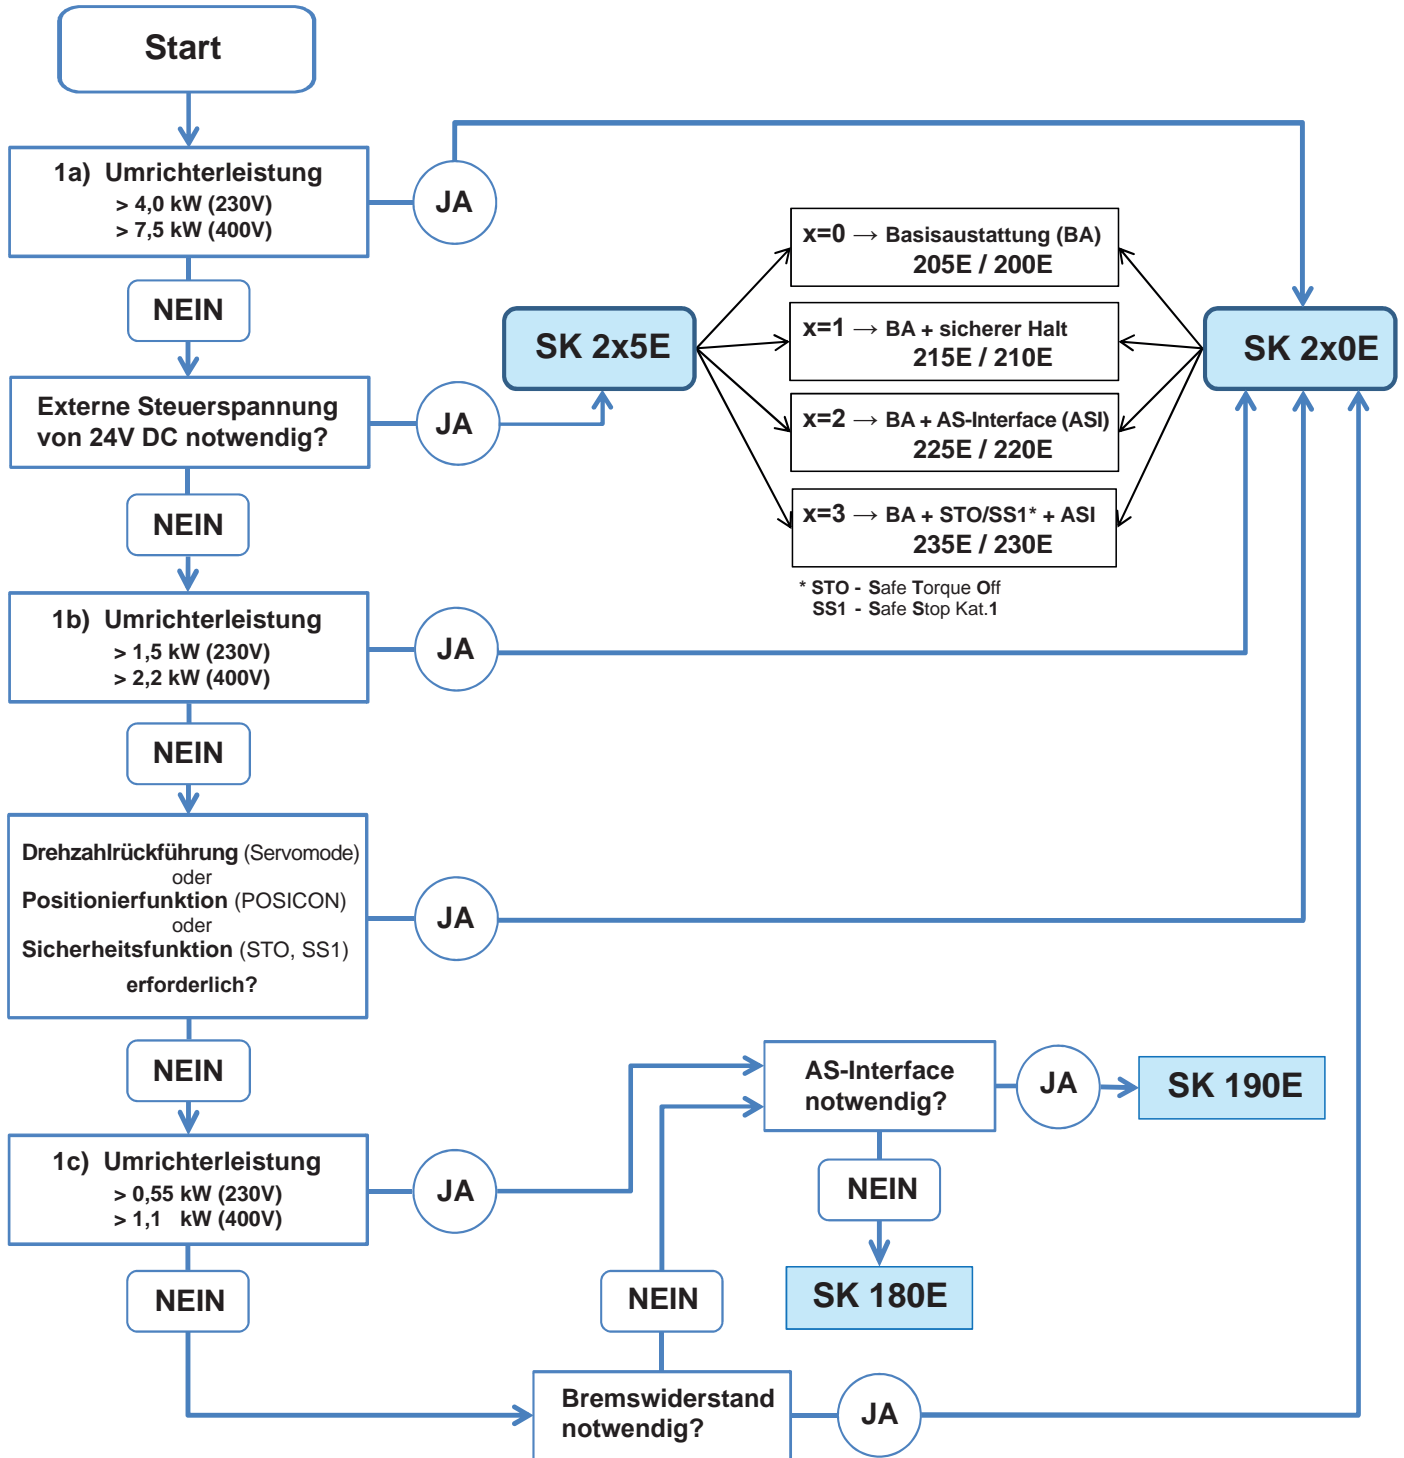 Start
1a) Umrichterleistung
> 4,0 kW (230V)
> 7,5 kW (400V)
JA
NEIN
Externe Steuerspannung
von 24V DC notwendig?
JA
NEIN
SK 2x5E
x=0 → Basisaustattung (BA)
205E / 200E
x=1 → BA + sicherer Halt
215E / 210E
x=2 → BA + AS-Interface (ASI)
225E / 220E
x=3 → BA + STO/SS1* + ASI
235E / 230E
* STO - Safe Torque Off
SS1 - Safe Stop Kat.1
SK 2x0E
1b) Umrichterleistung
> 1,5 kW (230V)
> 2,2 kW (400V)
JA
NEIN
Drehzahlrückführung (Servomode)
oder
Positionierfunktion (POSICON)
oder
Sicherheitsfunktion (STO, SS1)
erforderlich?
JA
NEIN
1c) Umrichterleistung
> 0,55 kW (230V)
> 1,1 kW (400V)
JA
NEIN
AS-Interface
notwendig?
JA
SK 190E
NEIN
SK 180E
NEIN
Bremswiderstand
notwendig?
JA